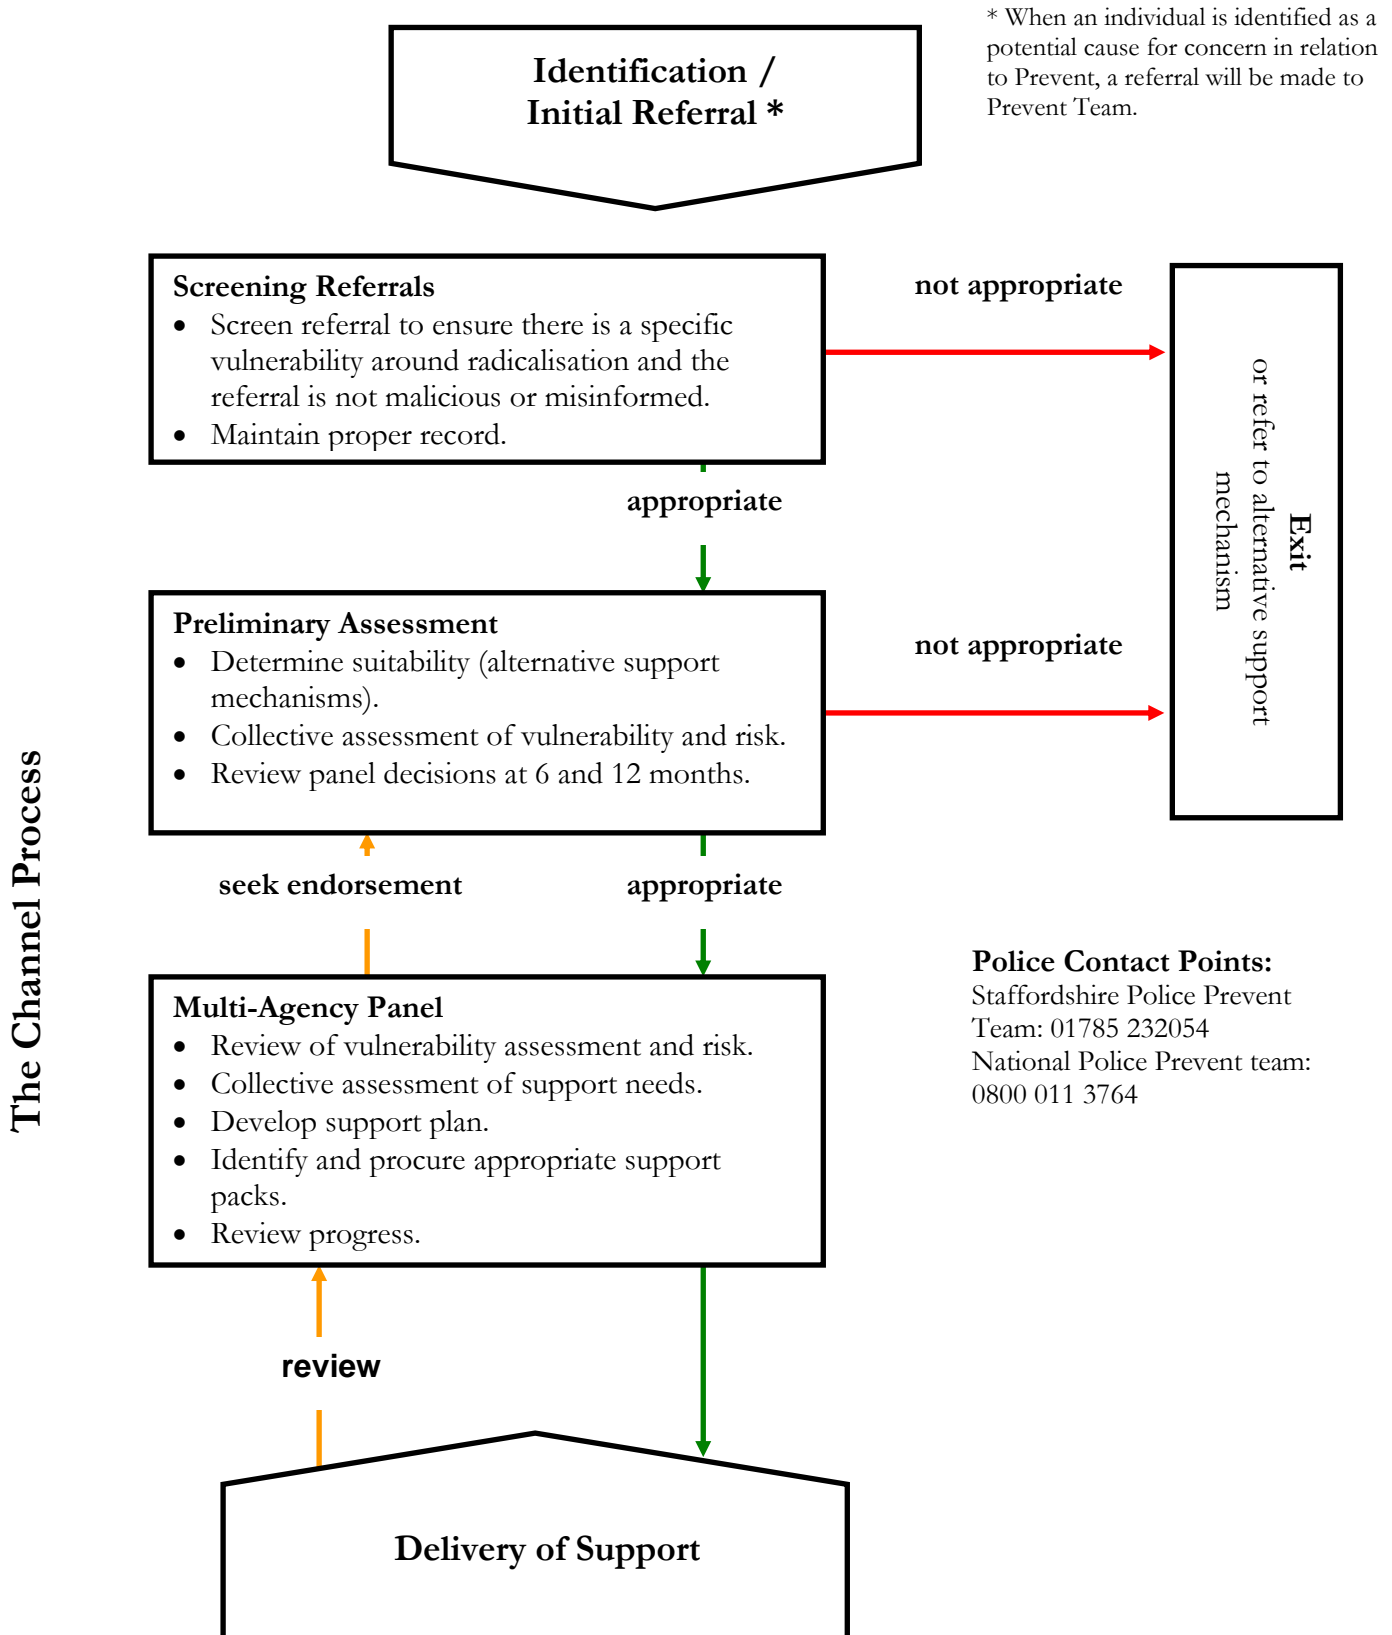 * When an individual is identified as a
potential cause for concern in relation
to Prevent, a referral will be made to
Prevent Team.
Identification /
Initial Referral *
Screening Referrals
• Screen referral to ensure there is a specific
vulnerability around radicalisation and the
referral is not malicious or misinformed.
• Maintain proper record.
not appropriate
appropriate
Exit
or refer to alternative support
mechanism
Preliminary Assessment
• Determine suitability (alternative support
mechanisms).
• Collective assessment of vulnerability and risk.
• Review panel decisions at 6 and 12 months.
not appropriate
The Channel Process
seek endorsement
appropriate
Multi-Agency Panel
• Review of vulnerability assessment and risk.
• Collective assessment of support needs.
• Develop support plan.
• Identify and procure appropriate support
packs.
• Review progress.
Police Contact Points:
Staffordshire Police Prevent
Team: 01785 232054
National Police Prevent team:
0800 011 3764
review
Delivery of Support